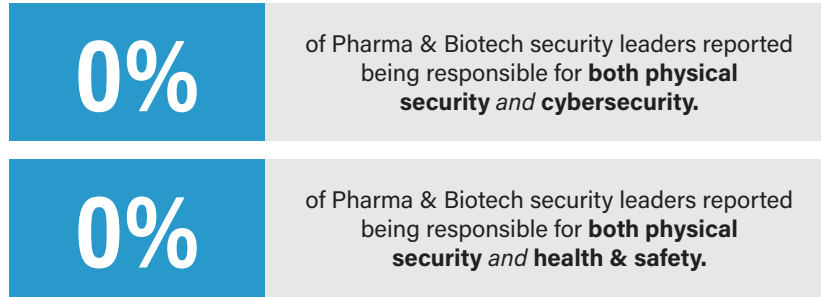 0%
of Pharma & Biotech security leaders reported
being responsible for both physical
security and cybersecurity.
0%
of Pharma & Biotech security leaders reported
being responsible for both physical
security and health & safety.